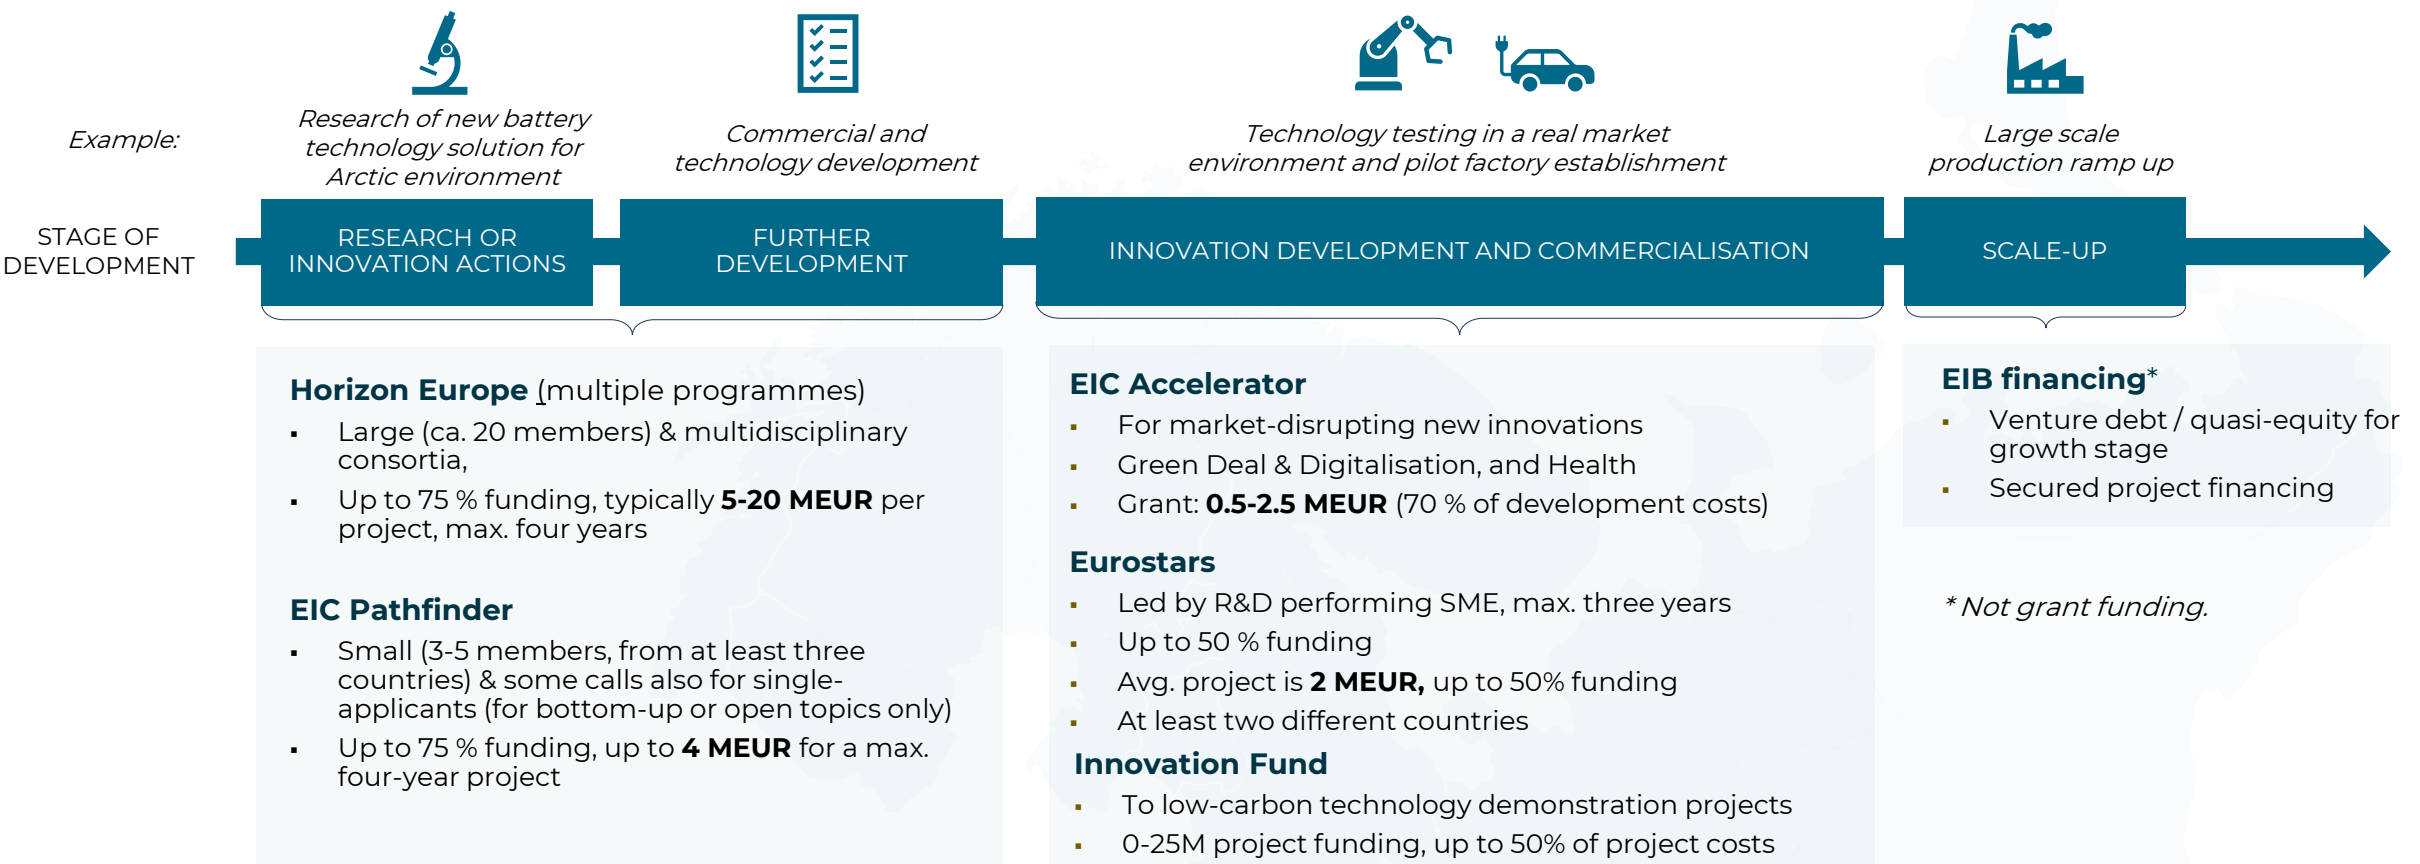 Example:
Research of new battery
technology solution for
Arctic environment
Commercial and
technology development
Technology testing in a real market
environment and pilot factory establishment
Large scale
production ramp up
STAGE OF
DEVELOPMENT
RESEARCH OR
INNOVATION ACTIONS
FURTHER
DEVELOPMENT
INNOVATION DEVELOPMENT AND COMMERCIALISATION
SCALE-UP
Horizon Europe (multiple programmes)
▪ Large (ca. 20 members) & multidisciplinary
consortia,
▪ Up to 75 % funding, typically 5-20 MEUR per
project, max. four years
EIC Pathfinder
▪ Small (3-5 members, from at least three
countries) & some calls also for single-
applicants (for bottom-up or open topics only)
▪ Up to 75 % funding, up to 4 MEUR for a max.
four-year project
EIC Accelerator
▪ For market-disrupting new innovations
▪ Green Deal & Digitalisation, and Health
▪ Grant: 0.5-2.5 MEUR (70 % of development costs)
Eurostars
▪ Led by R&D performing SME, max. three years
▪ Up to 50 % funding
▪ Avg. project is 2 MEUR, up to 50% funding
▪ At least two different countries
Innovation Fund
▪ To low-carbon technology demonstration projects
▪ 0-25M project funding, up to 50% of project costs
EIB financing*
▪ Venture debt / quasi-equity for
growth stage
▪ Secured project financing
* Not grant funding.